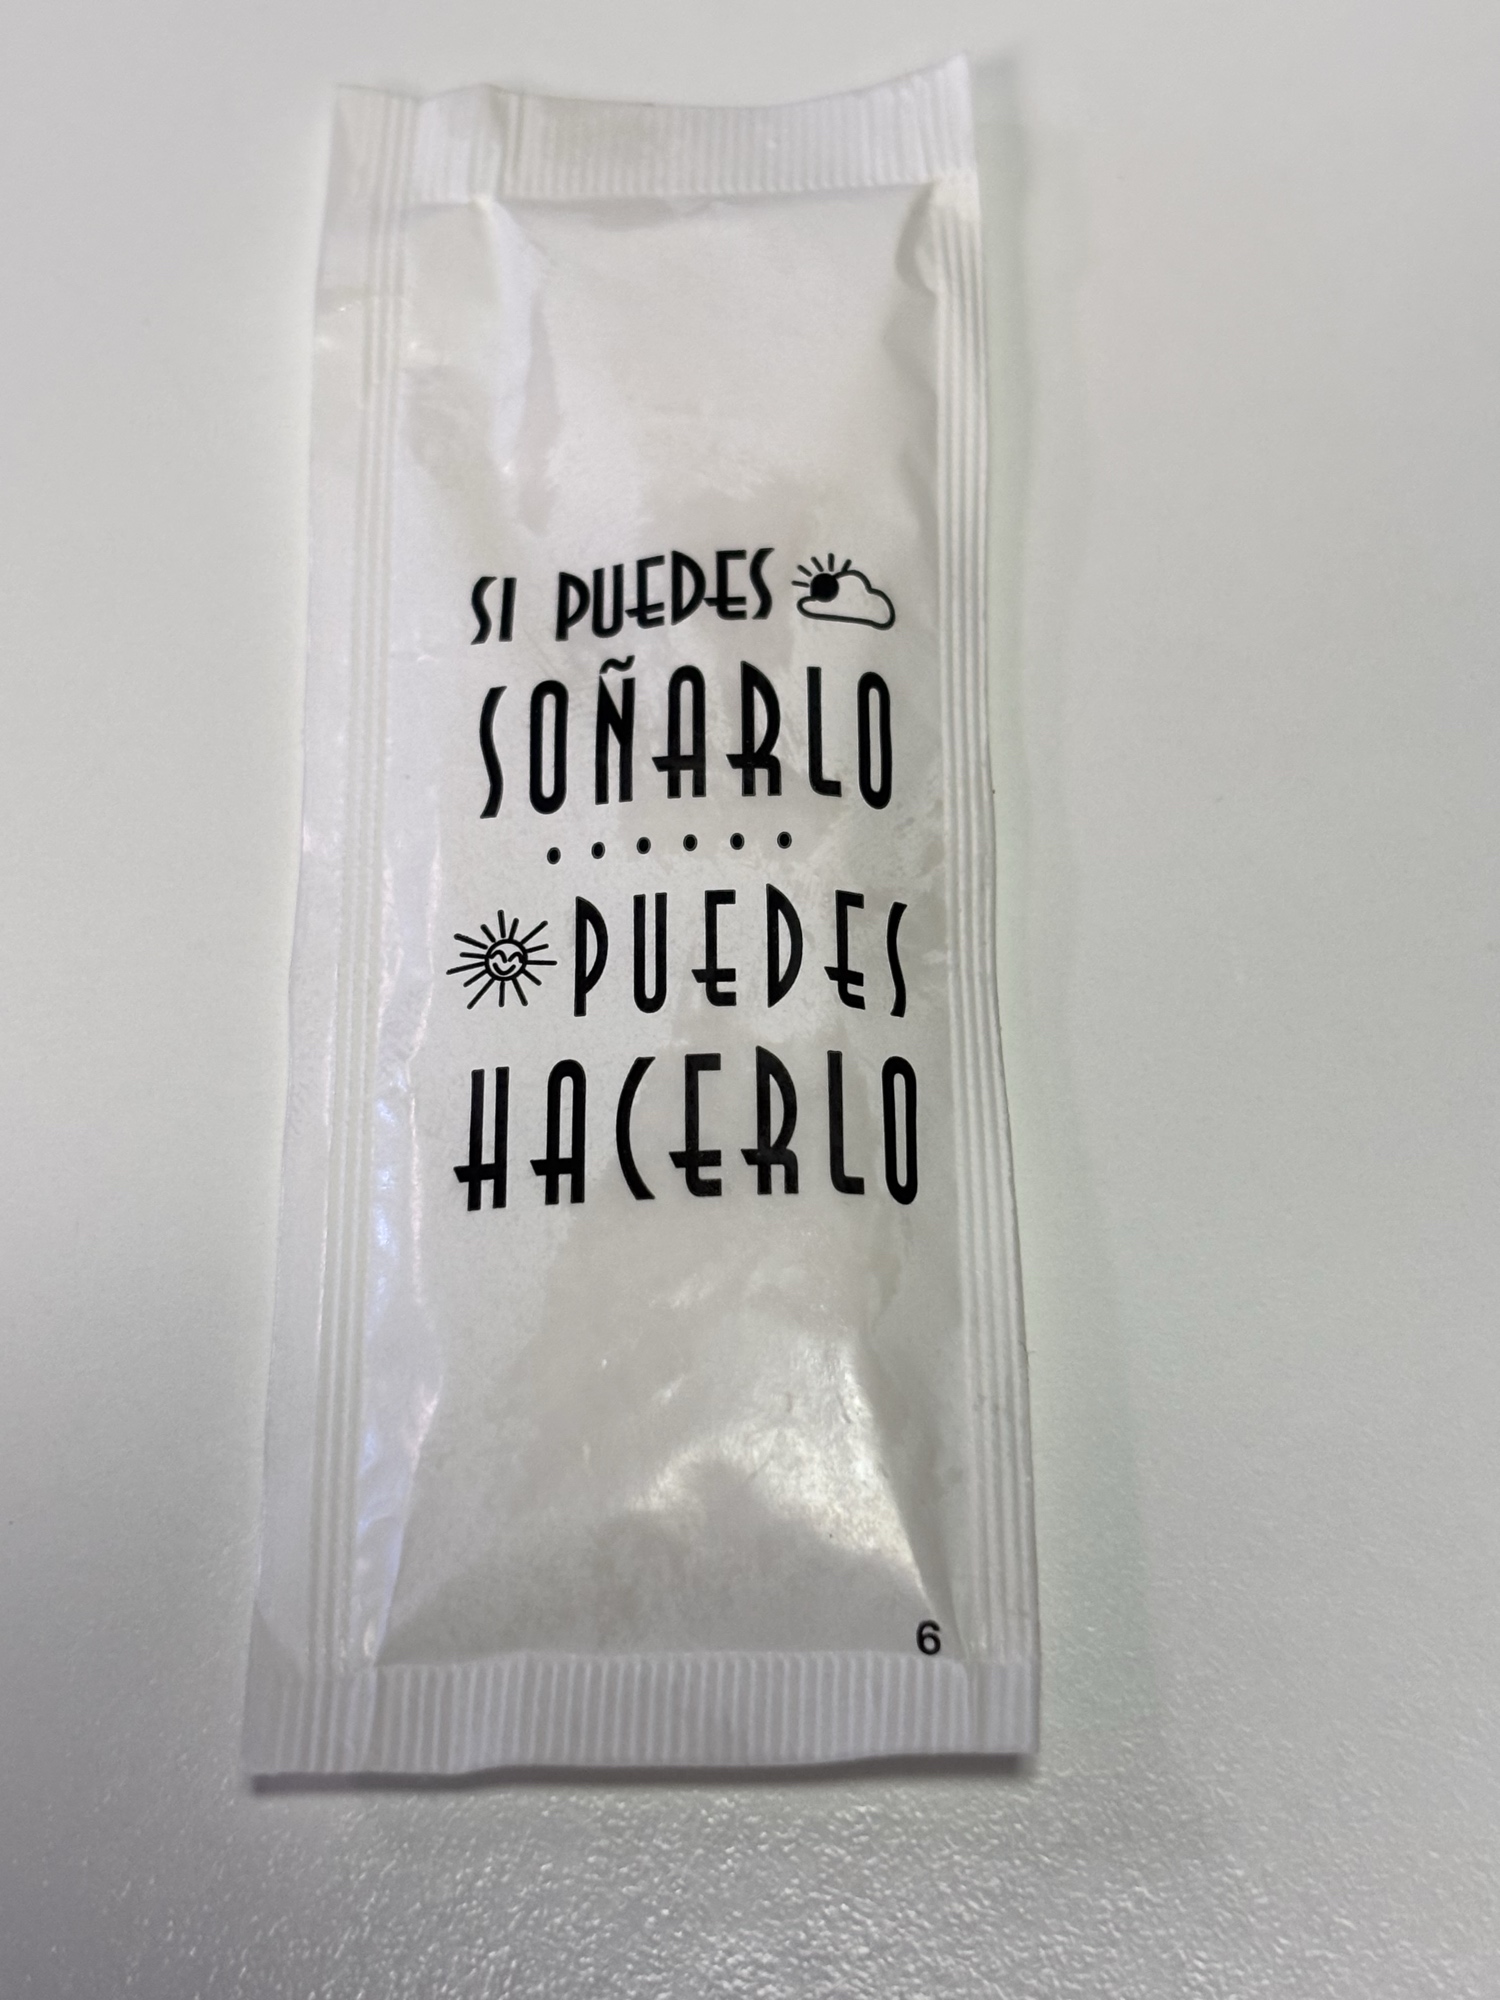 SI PUEDES
SOÑARLO
......
PUEDES
HACERLO
6